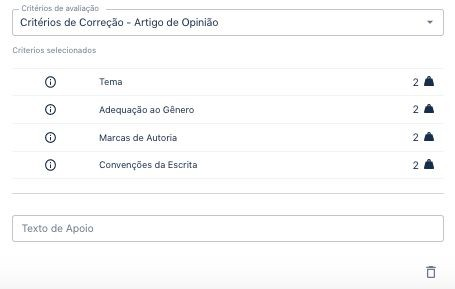 Critérios de avaliação
Critérios de Correção - Artigo de Opinião
Criterios selecionados
Tema 2
Adequação ao Gênero 2
Marcas de Autoria 2
Convenções da Escrita 2
Texto de Apoio